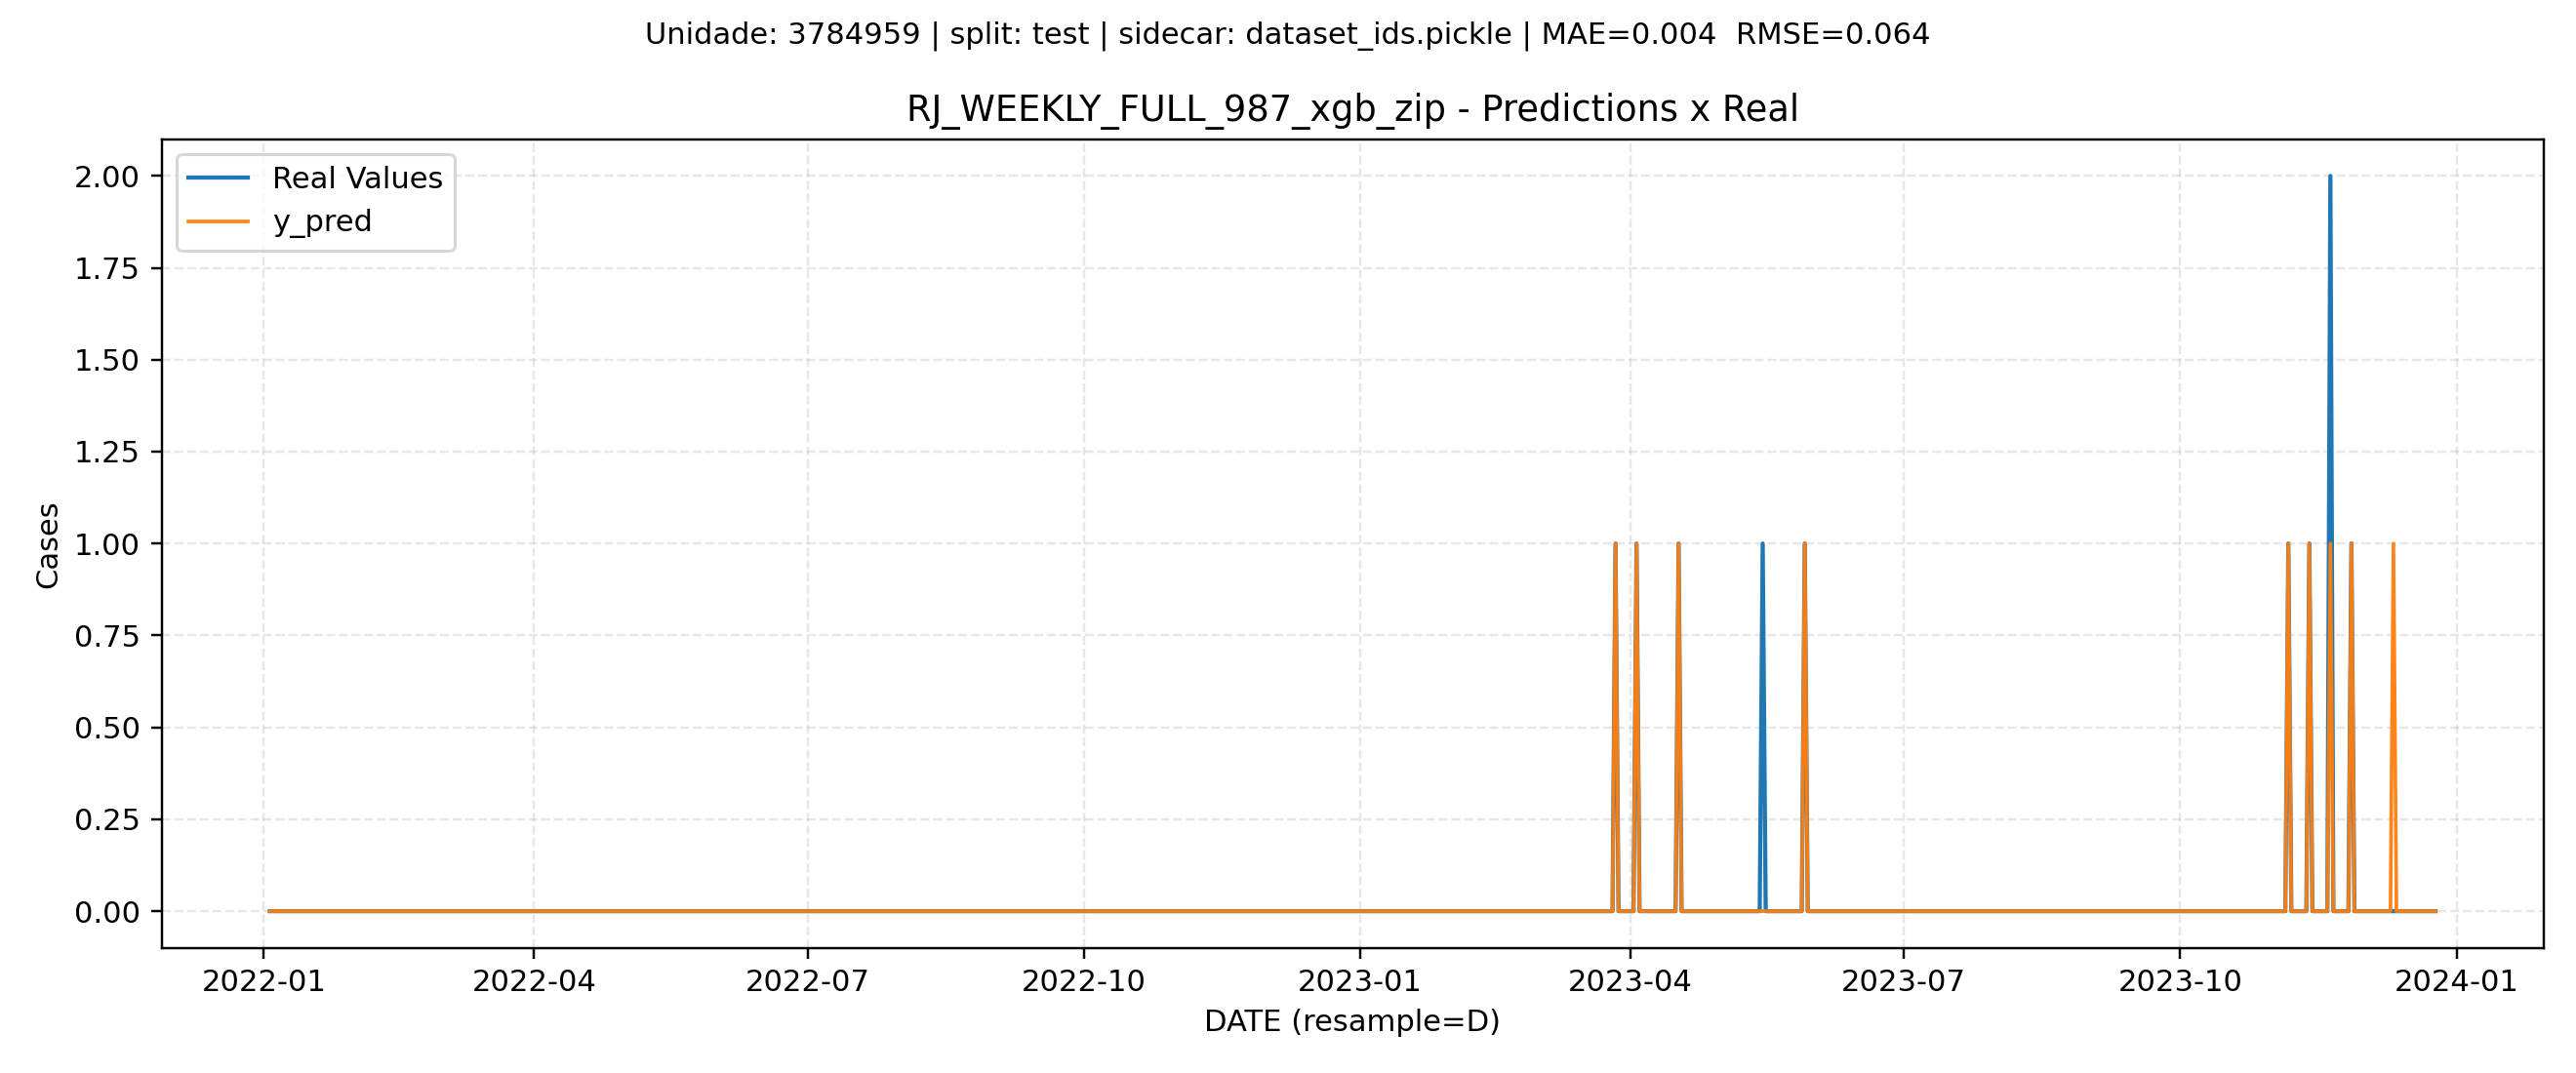 Unidade: 3784959 | split: test | sidecar: dataset_ids.pickle | MAE=0.004  RMSE=0.064
RJ_WEEKLY_FULL_987_xgb_zip - Predictions x Real
Real Values
y_pred
2.00
1.75
1.50
1.25
1.00
0.75
0.50
0.25
0.00
Cases
2022-01 2022-04 2022-07 2022-10 2023-01 2023-04 2023-07 2023-10 2024-01
DATE (resample=D)